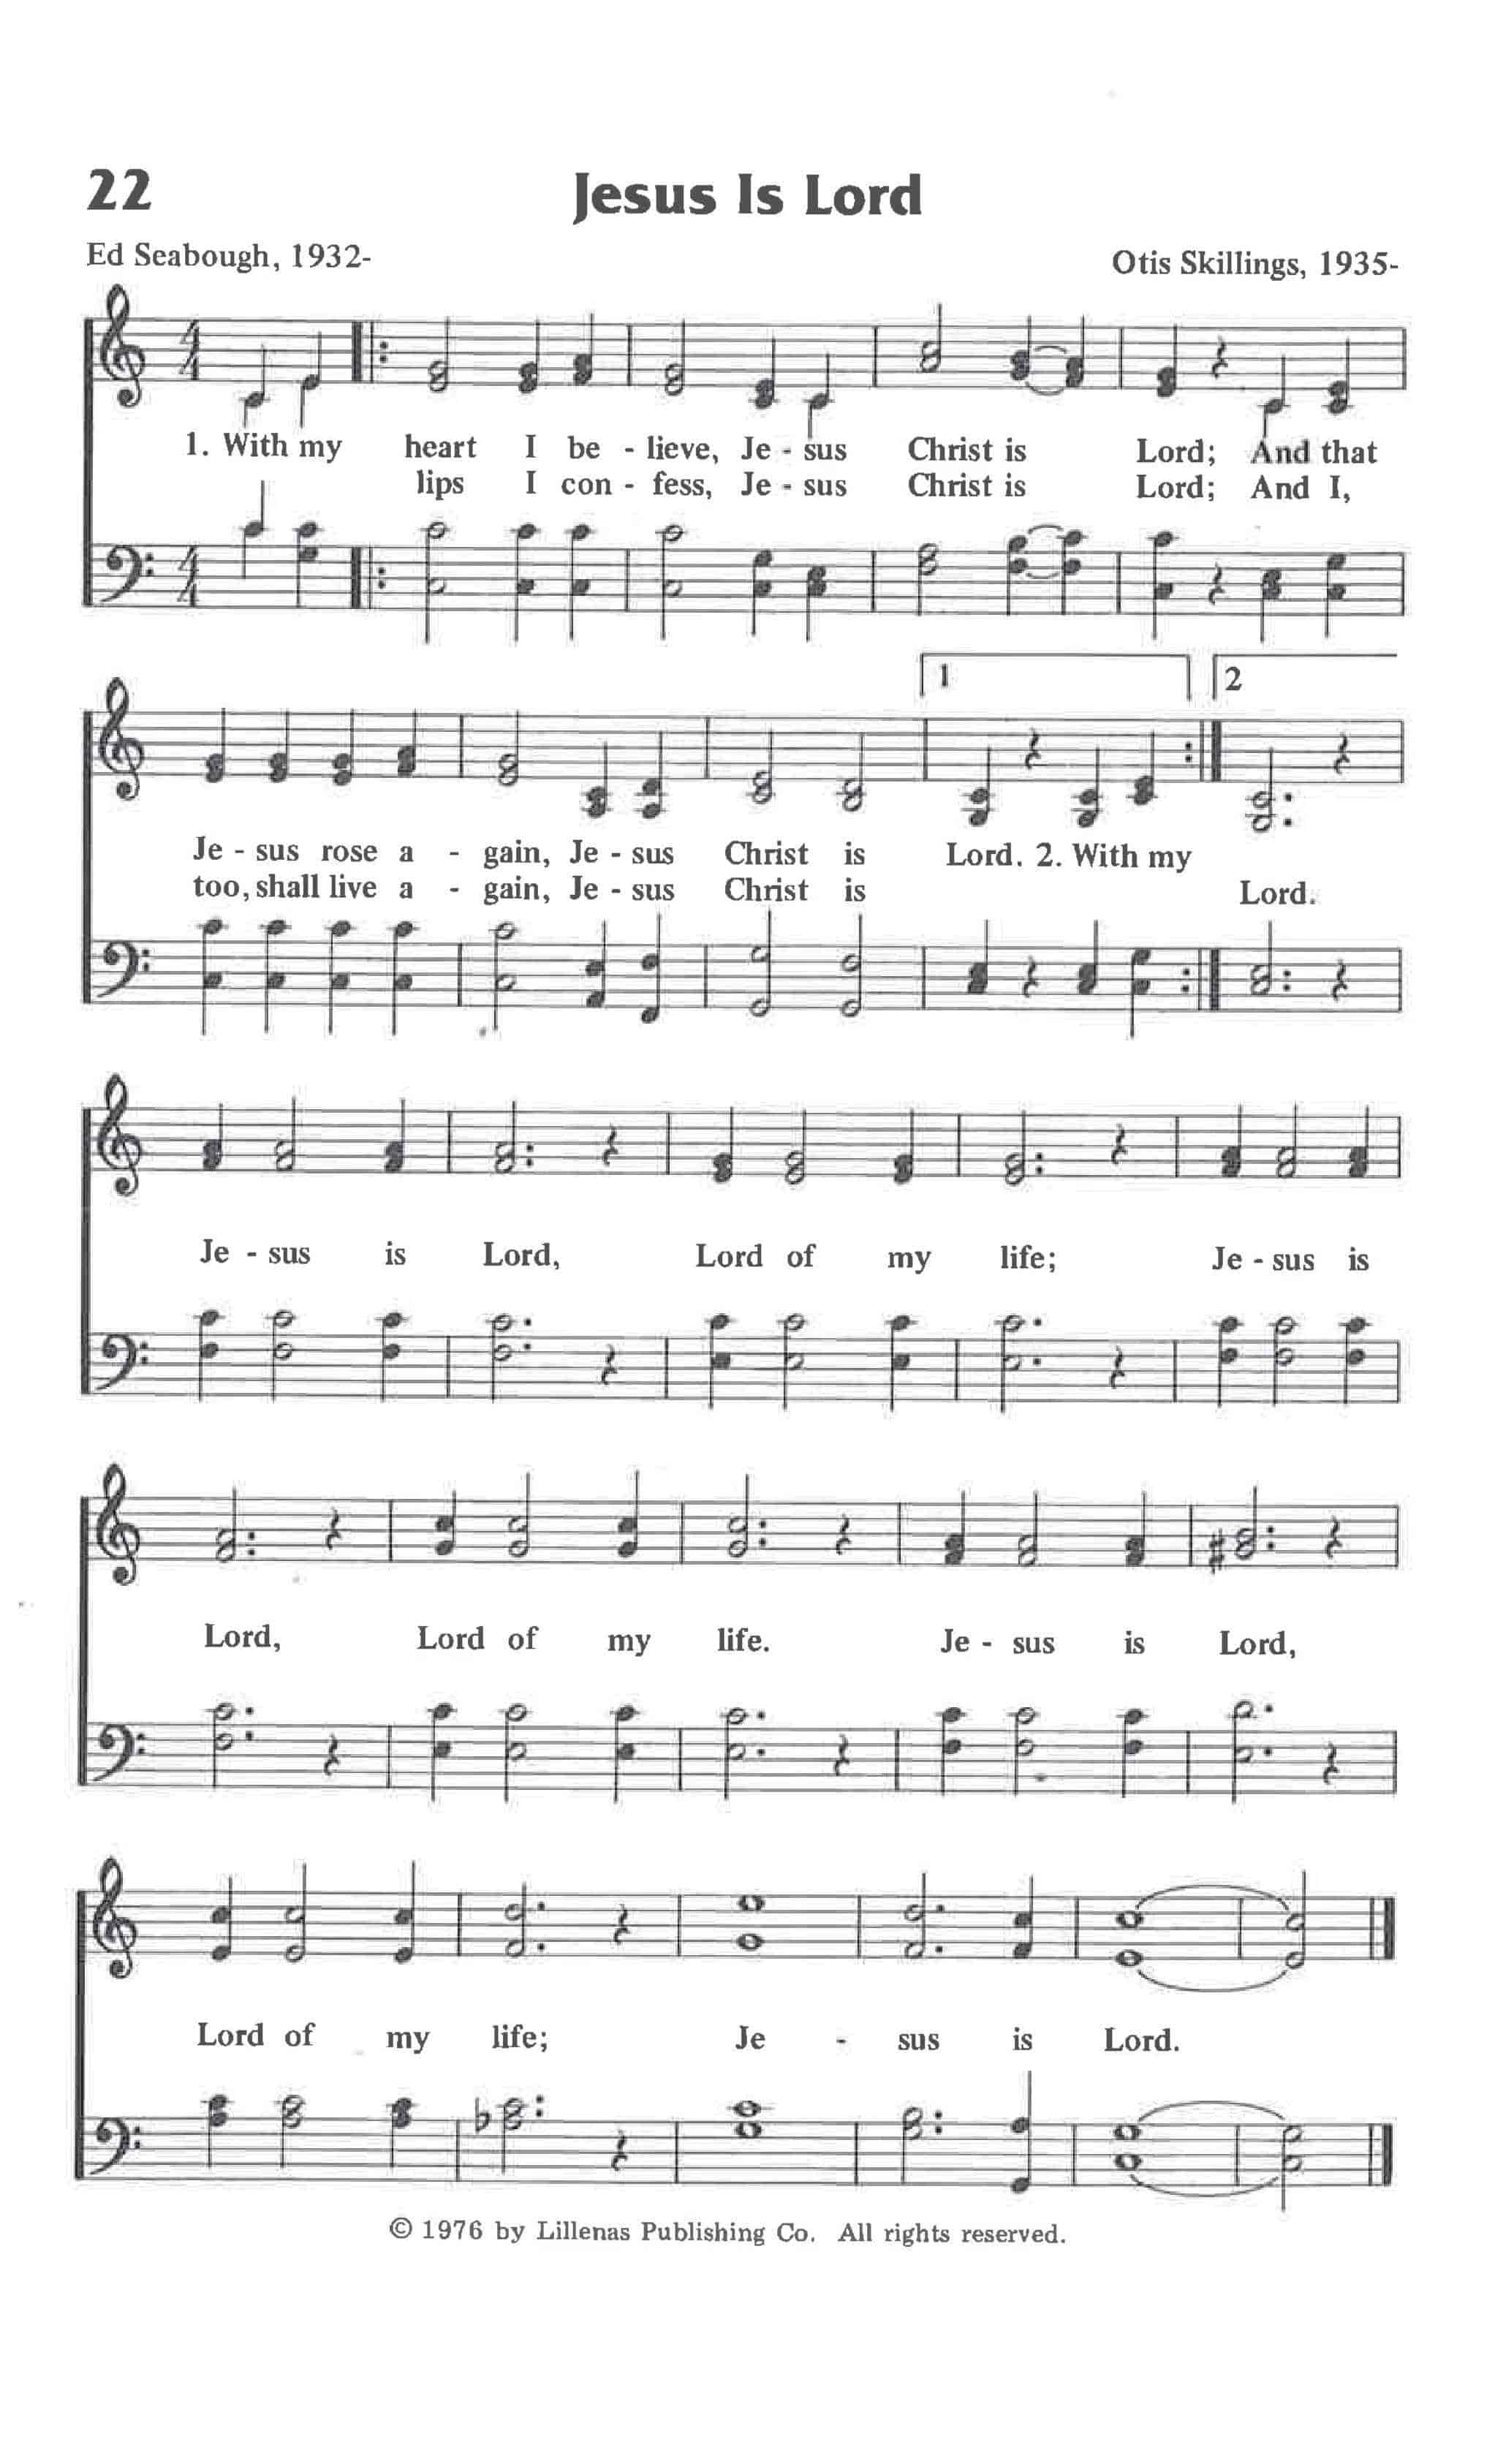 22
Jesus Is Lord
Ed Seabough, 1932-
Otis Skillings, 1935-
1. With my heart I be - lieve, Je - sus Christ is Lord; And that
lips I con - fess, Je - sus Christ is Lord; And I,
1
2
Je - sus rose a - gain, Je - sus Christ is Lord. 2. With my
too, shall live a - gain, Je - sus Christ is Lord.
Je - sus is Lord, Lord of my life; Je - sus is
Lord, Lord of my life. Je - sus is Lord,
Lord of my life; Je - sus is Lord.
© 1976 by Lillenas Publishing Co. All rights reserved.